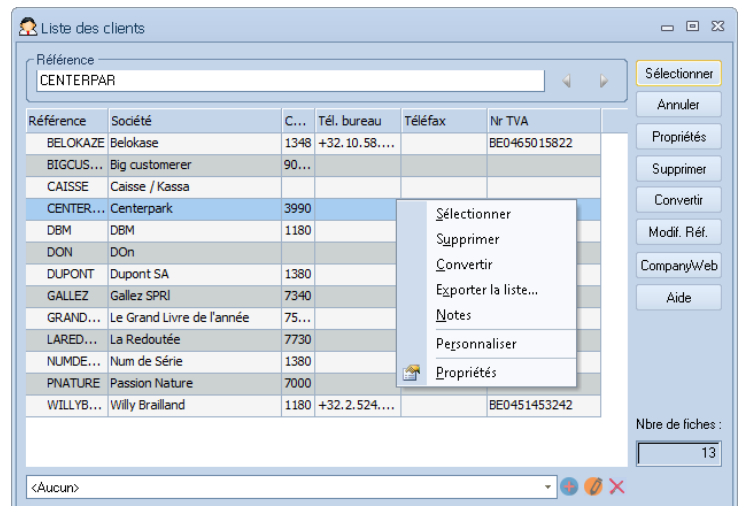 Liste des clients
Référence
CENTERPAR
Sélectionner
Annuler
Propriétés
Supprimer
Convertir
Modif. Réf.
CompanyWeb
Aide
Référence Société C... Tél. bureau Téléfax Nr TVA
BELOKAZE Belokase 1348 +32.10.58.... BE0465015822
BIGCUS... Big customerer 90...
CAISSE Caisse / Kassa
CENTER... Centerpark 3990
DBM DBM 1180
DON DOn
DUPONT Dupont SA 1380
GALLEZ Gallez SPRl 7340
GRAND... Le Grand Livre de l'année 75...
LARED... La Redoutée 7730
NUMDE... Num de Série 1380
PNATURE Passion Nature 7000
WILLYB... Willy Brailland 1180 +32.2.524.... BE0451453242
Sélectionner
Supprimer
Convertir
Exporter la liste...
Notes
Personnaliser
Propriétés
Nbre de fiches :
13
<Aucun>